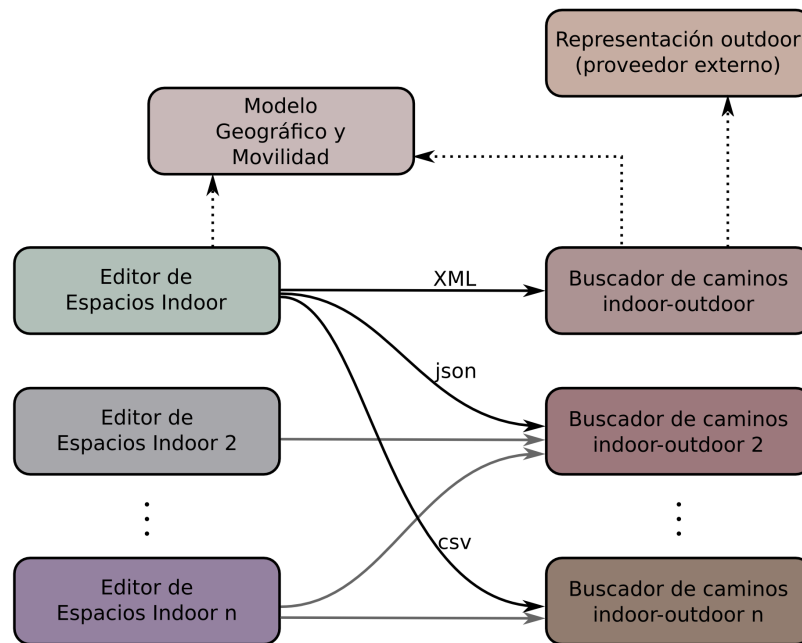 Representación outdoor
(proveedor externo)
Modelo
Geográfico y
Movilidad
Editor de
Espacios Indoor
XML
Buscador de caminos
indoor-outdoor
json
Editor de
Espacios Indoor 2
Buscador de caminos
indoor-outdoor 2
csv
Editor de
Espacios Indoor n
Buscador de caminos
indoor-outdoor n